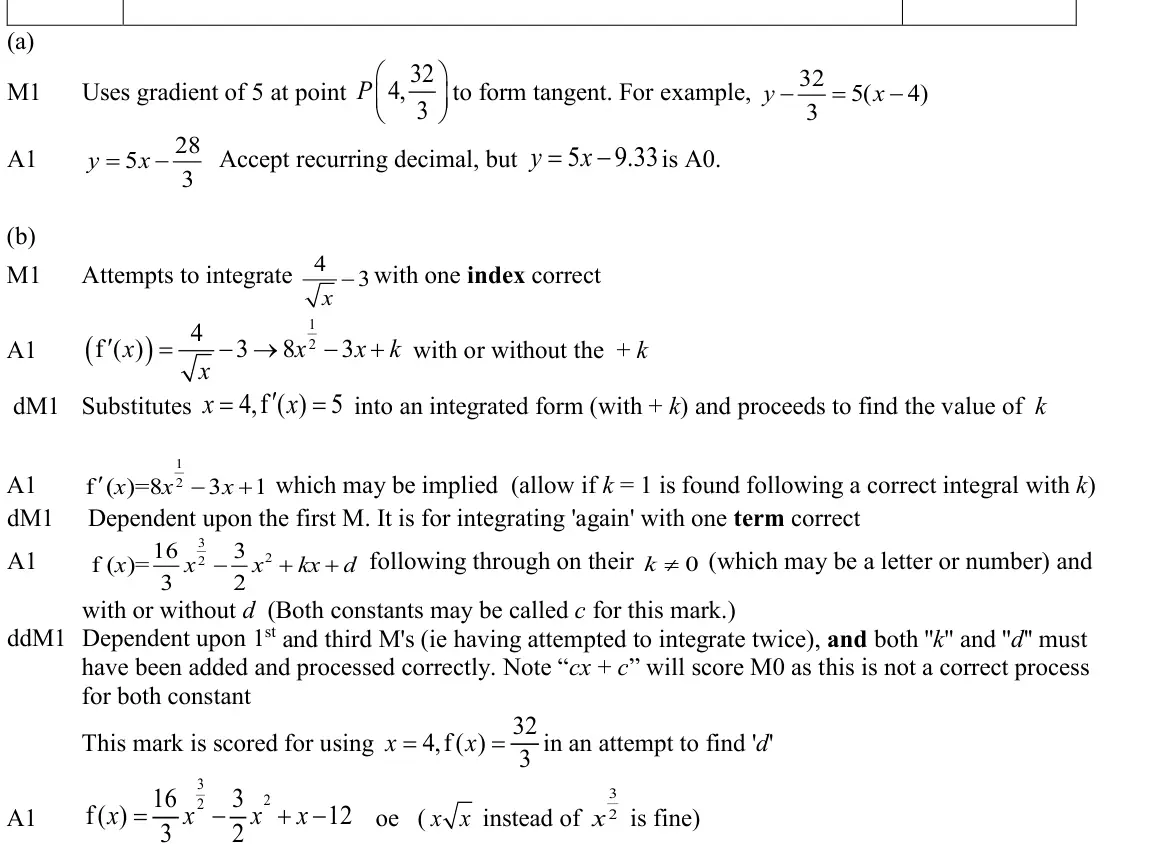 (a)
M1 Uses gradient of 5 at point P(4, 32/3) to form tangent. For example, y − 32/3 = 5(x − 4)
A1 y = 5x − 28/3 Accept recurring decimal, but y = 5x − 9.33 is A0.
(b)
M1 Attempts to integrate 4/√x − 3 with one index correct
A1 (f′(x)) = 4/√x − 3 → 8x^(1/2) − 3x + k with or without the + k
dM1 Substitutes x = 4, f′(x) = 5 into an integrated form (with + k) and proceeds to find the value of k
A1 f′(x)=8x^(1/2) − 3x + 1 which may be implied (allow if k = 1 is found following a correct integral with k)
dM1 Dependent upon the first M. It is for integrating 'again' with one term correct
A1 f (x)= 16/3 x^(3/2) − 3/2 x² + kx + d following through on their k ≠ 0 (which may be a letter or number) and
with or without d (Both constants may be called c for this mark.)
ddM1 Dependent upon 1st and third M's (ie having attempted to integrate twice), and both "k" and "d" must
have been added and processed correctly. Note “cx + c” will score M0 as this is not a correct process
for both constant
This mark is scored for using x = 4, f(x) = 32/3 in an attempt to find 'd'
A1 f(x) = 16/3 x^(3/2) − 3/2 x² + x − 12 oe ( x√x instead of x^(3/2) is fine)